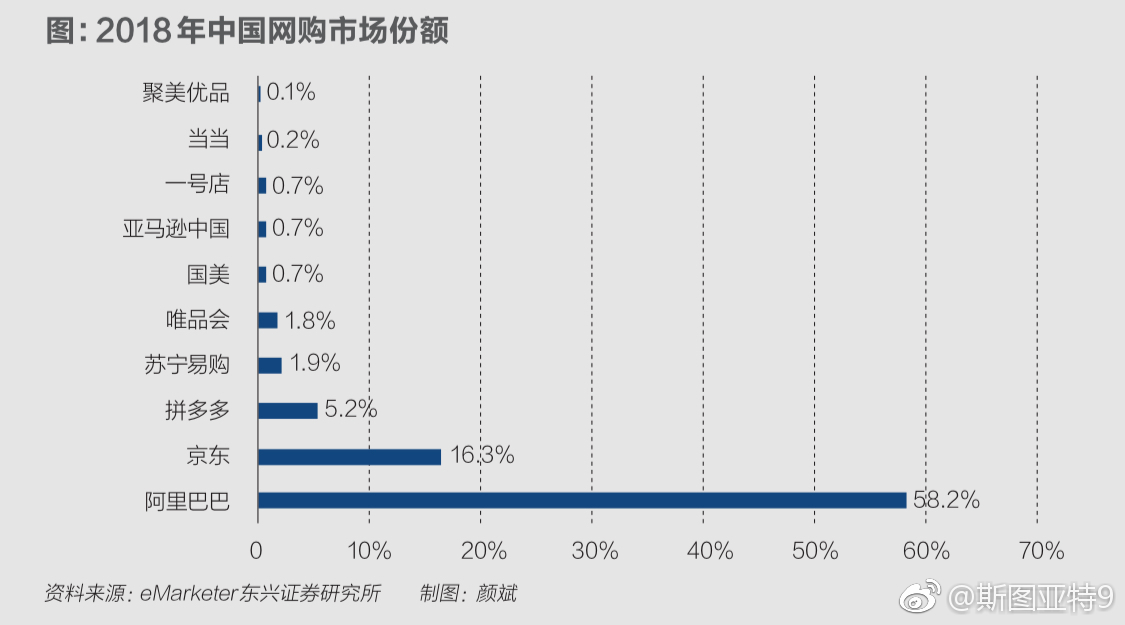 图：2018年中国网购市场份额
聚美优品 0.1%
当当 0.2%
一号店 0.7%
亚马逊中国 0.7%
国美 0.7%
唯品会 1.8%
苏宁易购 1.9%
拼多多 5.2%
京东 16.3%
阿里巴巴 58.2%
0 10% 20% 30% 40% 50% 60% 70%
资料来源：eMarketer东兴证券研究所 制图：颜斌
@斯图亚特9